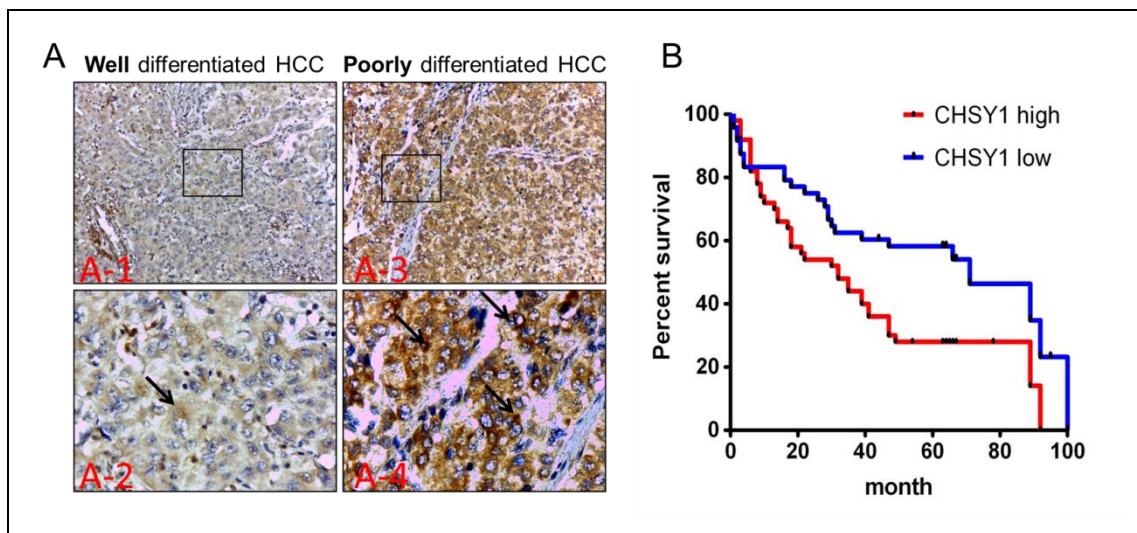 A
Well differentiated HCC
Poorly differentiated HCC
A-1
A-3
A-2
A-4
B
CHSY1 high
CHSY1 low
Percent survival
100
80
60
40
20
0
0 20 40 60 80 100
month